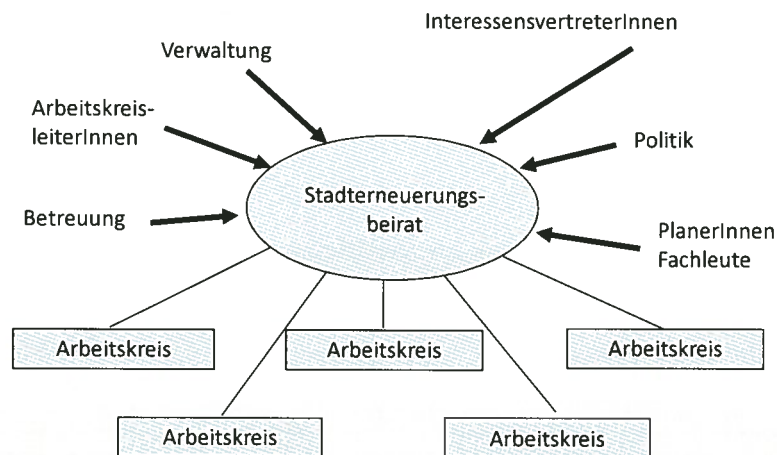 InteressensvertreterInnen
Verwaltung
Arbeitskreis-
leiterInnen
Politik
Stadterneuerungs-
beirat
Betreuung
PlanerInnen
Fachleute
Arbeitskreis
Arbeitskreis
Arbeitskreis
Arbeitskreis
Arbeitskreis